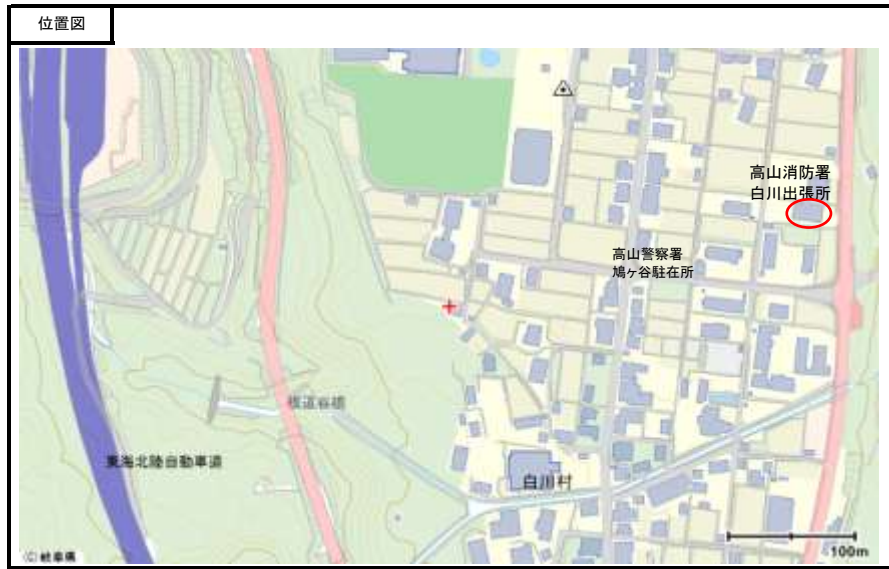 位置図
高山消防署
白川出張所
高山警察署
鳩ヶ谷駐在所
東海北陸自動車道
白川村
100m
(C) 岐阜県